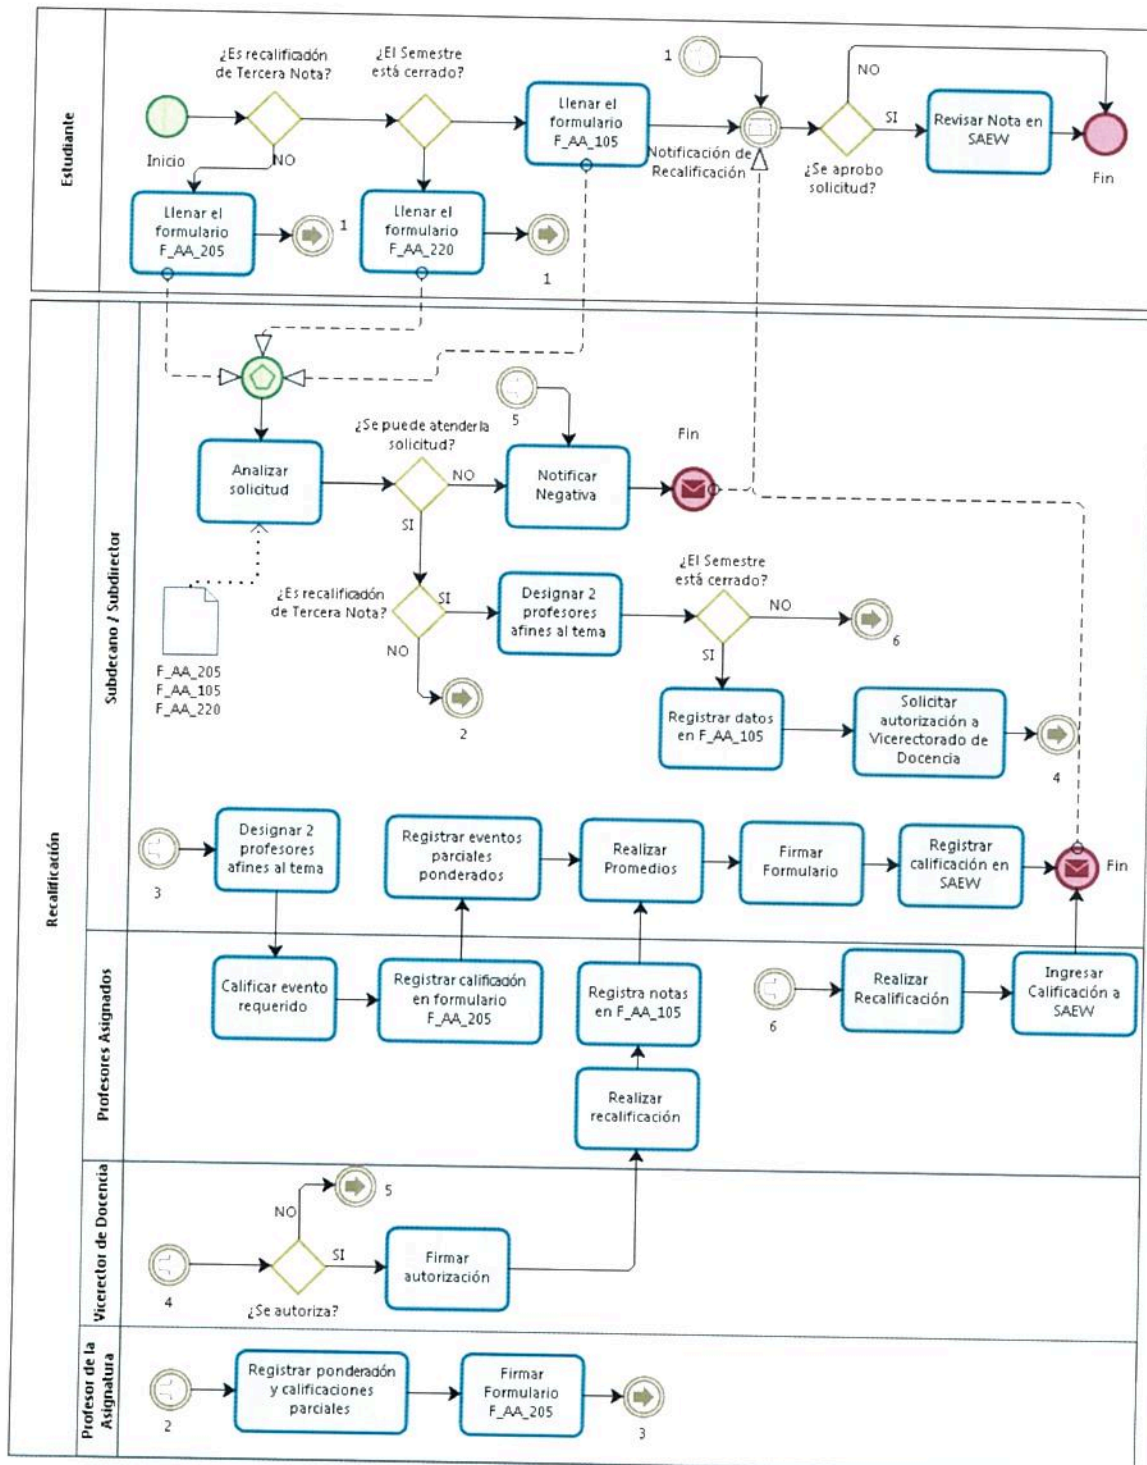 Estudiante
¿Es recalificación
de Tercera Nota?
¿El Semestre
está cerrado?
1
NO
Llenar el
formulario
F_AA_105
SI
Revisar Nota en
SAEW
Inicio
NO
Notificación de
Recalificación
¿Se aprobo
solicitud?
Fin
Llenar el
formulario
F_AA_205
1
Llenar el
formulario
F_AA_220
1
Recalificación
Subdecano / Subdirector
5
¿Se puede atender la
solicitud?
Fin
Analizar
solicitud
NO
Notificar
Negativa
SI
¿El Semestre
está cerrado?
¿Es recalificación
de Tercera Nota?
SI
Designar 2
profesores
afines al tema
NO
6
NO
SI
F_AA_205
F_AA_105
F_AA_220
2
Registrar datos
en F_AA_105
Solicitar
autorización a
Vicerectorado de
Docencia
4
3
Designar 2
profesores
afines al tema
Registrar eventos
parciales
ponderados
Realizar
Promedios
Firmar
Formulario
Registrar
calificación en
SAEW
Fin
Profesores Asignados
Calificar evento
requerido
Registrar calificación
en formulario
F_AA_205
Registra notas
en F_AA_105
6
Realizar
Recalificación
Ingresar
Calificación a
SAEW
Realizar
recalificación
Vicerector de Docencia
5
NO
4
SI
Firmar
autorización
¿Se autoriza?
Profesor de la
Asignatura
2
Registrar ponderación
y calificaciones
parciales
Firmar
Formulario
F_AA_205
3